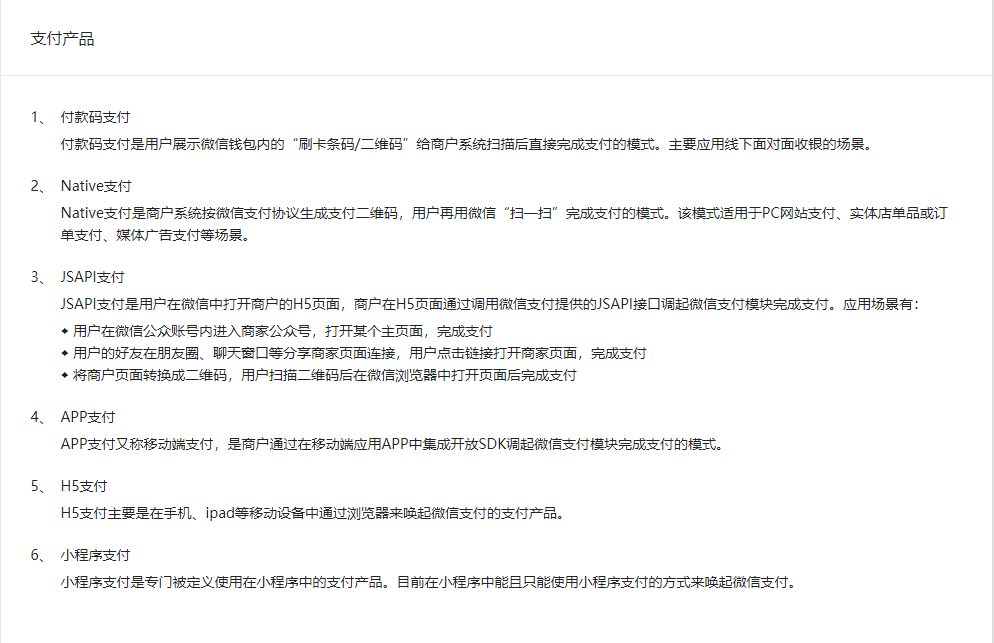 支付产品
1、 付款码支付
付款码支付是用户展示微信钱包内的“刷卡条码/二维码”给商户系统扫描后直接完成支付的模式。主要应用线下面对面收银的场景。
2、 Native支付
Native支付是商户系统按微信支付协议生成支付二维码，用户再用微信“扫一扫”完成支付的模式。该模式适用于PC网站支付、实体店单品或订
单支付、媒体广告支付等场景。
3、 JSAPI支付
JSAPI支付是用户在微信中打开商户的H5页面，商户在H5页面通过调用微信支付提供的JSAPI接口调起微信支付模块完成支付。应用场景有：
◆ 用户在微信公众账号内进入商家公众号，打开某个主页面，完成支付
◆ 用户的好友在朋友圈、聊天窗口等分享商家页面连接，用户点击链接打开商家页面，完成支付
◆ 将商户页面转换成二维码，用户扫描二维码后在微信浏览器中打开页面后完成支付
4、 APP支付
APP支付又称移动端支付，是商户通过在移动端应用APP中集成开放SDK调起微信支付模块完成支付的模式。
5、 H5支付
H5支付主要是在手机、ipad等移动设备中通过浏览器来唤起微信支付的支付产品。
6、 小程序支付
小程序支付是专门被定义使用在小程序中的支付产品。目前在小程序中能且只能使用小程序支付的方式来唤起微信支付。